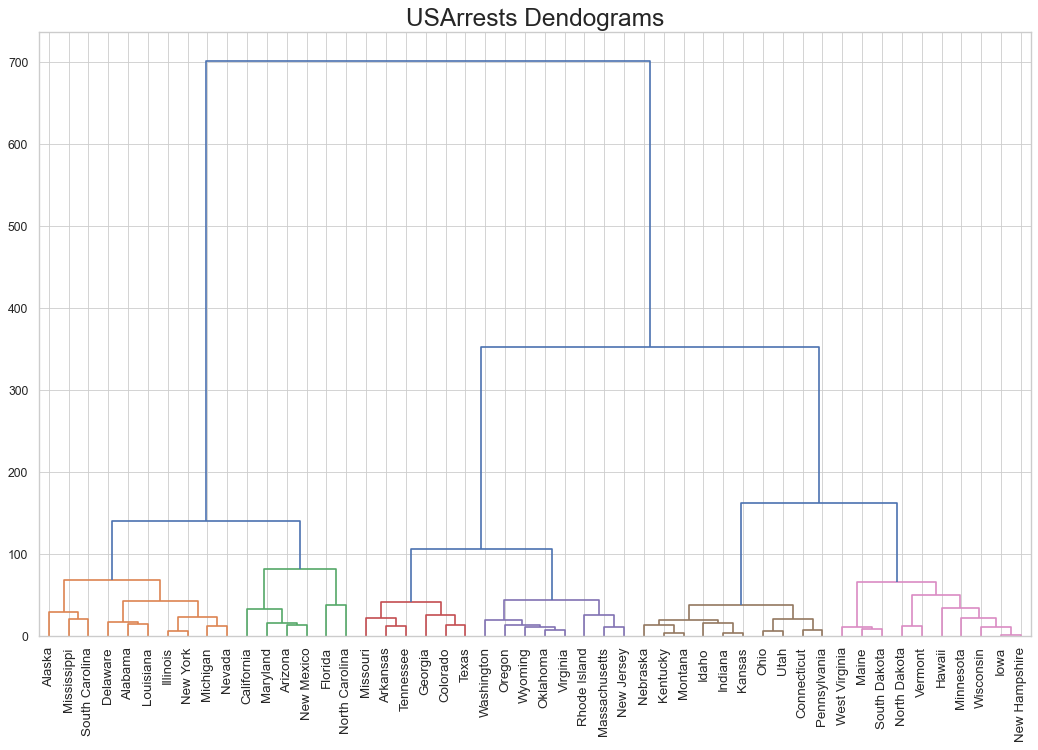 USArrests Dendograms
700
600
500
400
300
200
100
0
Alaska
Mississippi
South Carolina
Delaware
Alabama
Louisiana
Illinois
New York
Michigan
Nevada
California
Maryland
Arizona
New Mexico
Florida
North Carolina
Missouri
Arkansas
Tennessee
Georgia
Colorado
Texas
Washington
Oregon
Wyoming
Oklahoma
Virginia
Rhode Island
Massachusetts
New Jersey
Nebraska
Kentucky
Montana
Idaho
Indiana
Kansas
Ohio
Utah
Connecticut
Pennsylvania
West Virginia
Maine
South Dakota
North Dakota
Vermont
Hawaii
Minnesota
Wisconsin
Iowa
New Hampshire